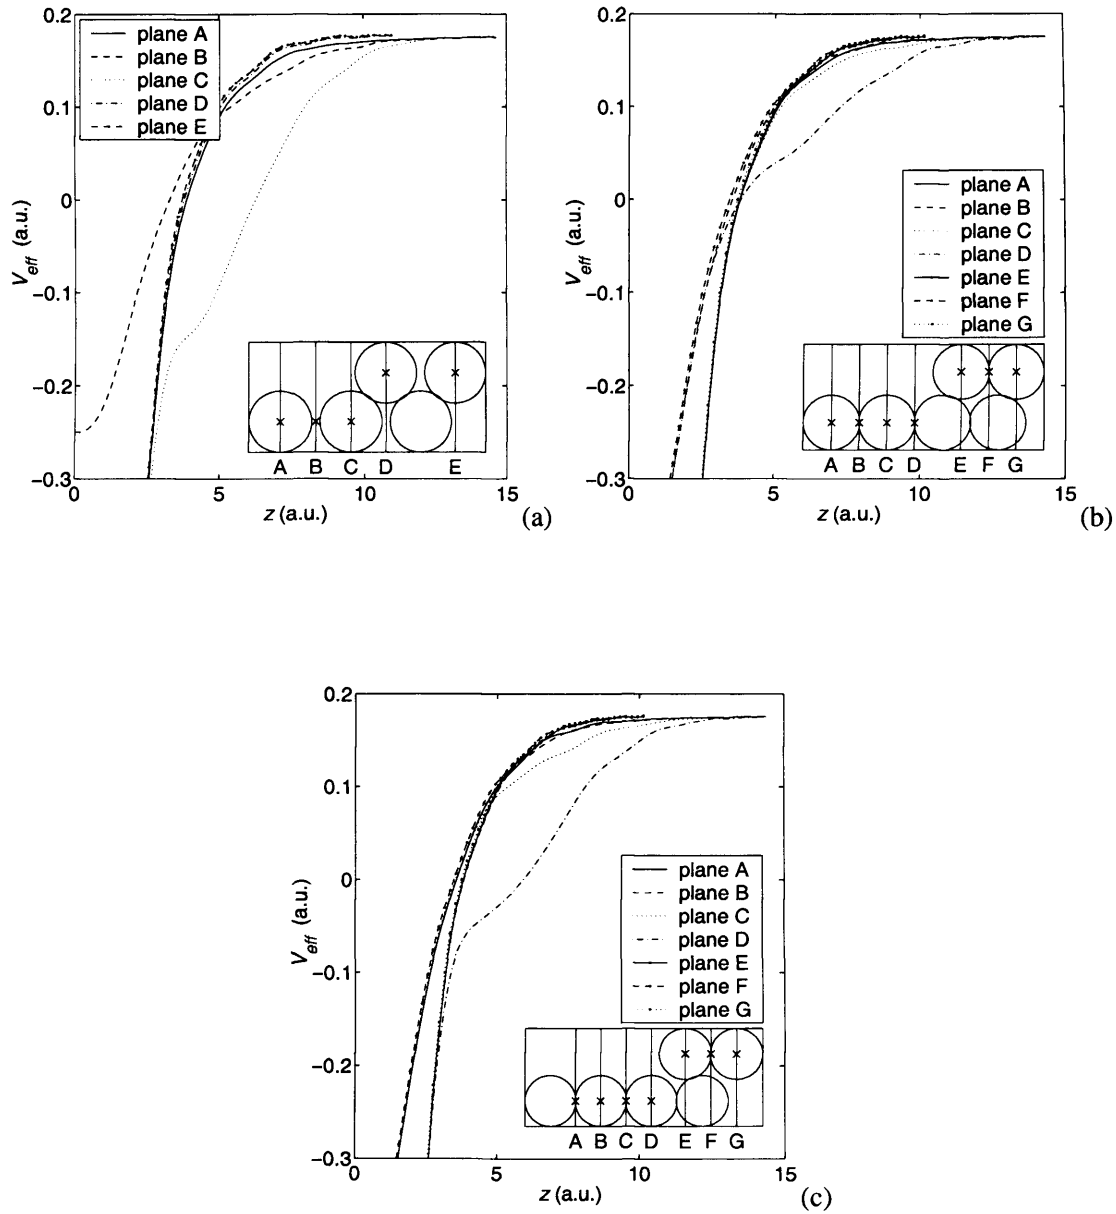 0.2
0.1
0
−0.1
−0.2
−0.3
V_eff (a.u.)
plane A
plane B
plane C
plane D
plane E
A B C D E
0 5 10 15
z (a.u.)
(a)
0.2
0.1
0
−0.1
−0.2
−0.3
V_eff (a.u.)
plane A
plane B
plane C
plane D
plane E
plane F
plane G
A B C D E F G
0 5 10 15
z (a.u.)
(b)
0.2
0.1
0
−0.1
−0.2
−0.3
V_eff (a.u.)
plane A
plane B
plane C
plane D
plane E
plane F
plane G
A B C D E F G
0 5 10 15
z (a.u.)
(c)